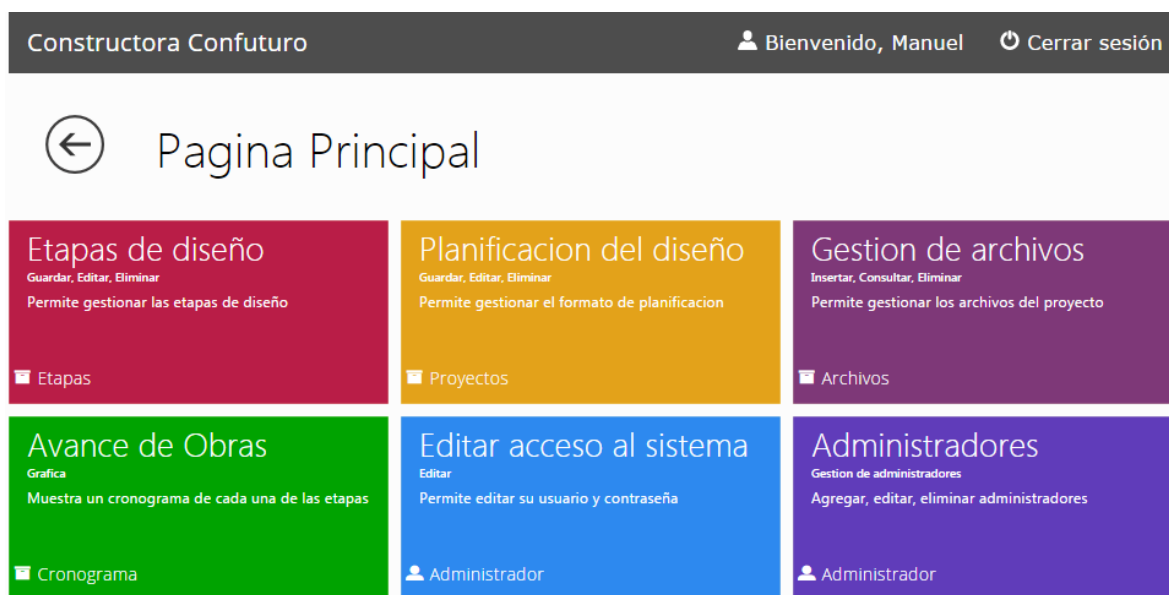 Constructora Confuturo
Bienvenido, Manuel
Cerrar sesión
Pagina Principal
Etapas de diseño
Guardar, Editar, Eliminar
Permite gestionar las etapas de diseño
Etapas
Planificacion del diseño
Guardar, Editar, Eliminar
Permite gestionar el formato de planificacion
Proyectos
Gestion de archivos
Insertar, Consultar, Eliminar
Permite gestionar los archivos del proyecto
Archivos
Avance de Obras
Grafica
Muestra un cronograma de cada una de las etapas
Cronograma
Editar acceso al sistema
Editar
Permite editar su usuario y contraseña
Administrador
Administradores
Gestion de administradores
Agregar, editar, eliminar administradores
Administrador